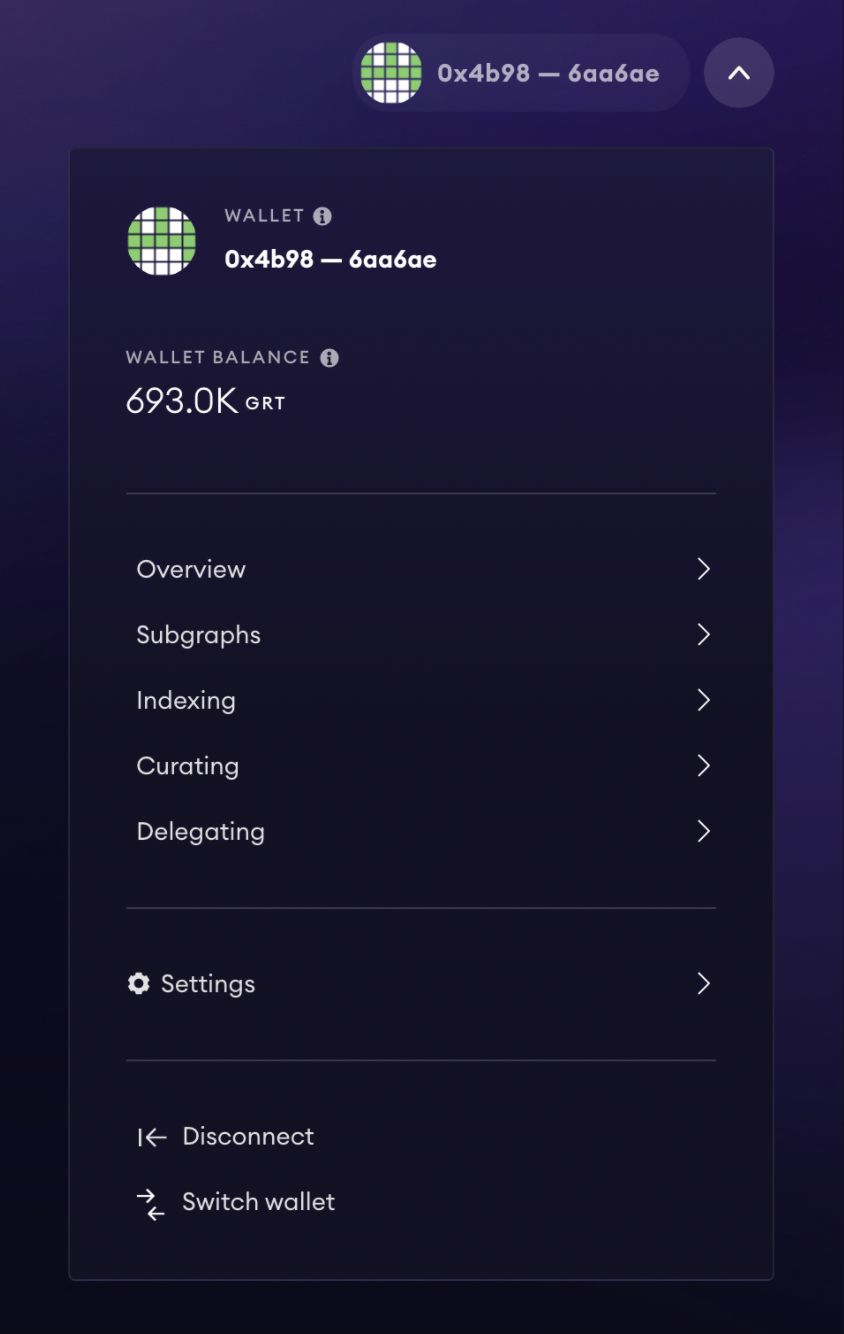 0x4b98 — 6aa6ae
WALLET
0x4b98 — 6aa6ae
WALLET BALANCE
693.0K GRT
Overview
Subgraphs
Indexing
Curating
Delegating
Settings
Disconnect
Switch wallet